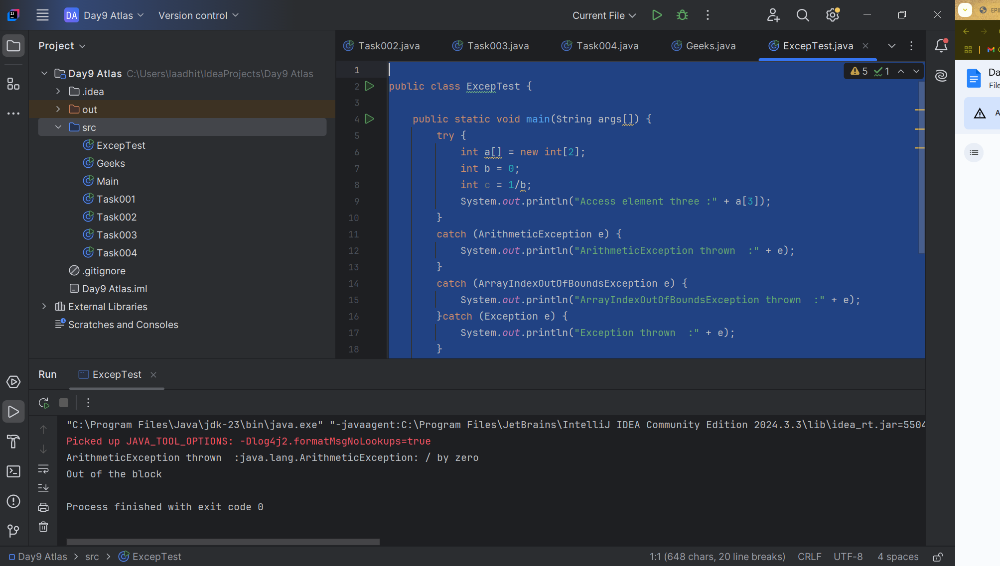 DA Day9 Atlas Version control Current File
Project
Task002.java Task003.java Task004.java Geeks.java ExcepTest.java
Day9 Atlas C:\Users\laadhit\IdeaProjects\Day9 Atlas
.idea
out
src
ExcepTest
Geeks
Main
Task001
Task002
Task003
Task004
.gitignore
Day9 Atlas.iml
External Libraries
Scratches and Consoles
5 1
1
2 public class ExcepTest {
3
4 public static void main(String args[]) {
5 try {
6 int a[] = new int[2];
7 int b = 0;
8 int c = 1/b;
9 System.out.println("Access element three :" + a[3]);
10 }
11 catch (ArithmeticException e) {
12 System.out.println("ArithmeticException thrown  :" + e);
13 }
14 catch (ArrayIndexOutOfBoundsException e) {
15 System.out.println("ArrayIndexOutOfBoundsException thrown  :" + e);
16 }catch (Exception e) {
17 System.out.println("Exception thrown  :" + e);
18 }
Run ExcepTest
"C:\Program Files\Java\jdk-23\bin\java.exe" "-javaagent:C:\Program Files\JetBrains\IntelliJ IDEA Community Edition 2024.3.3\lib\idea_rt.jar=5504
Picked up JAVA_TOOL_OPTIONS: -Dlog4j2.formatMsgNoLookups=true
ArithmeticException thrown  :java.lang.ArithmeticException: / by zero
Out of the block
Process finished with exit code 0
Day9 Atlas > src > ExcepTest
1:1 (648 chars, 20 line breaks) CRLF UTF-8 4 spaces
EPI
Da
File
A